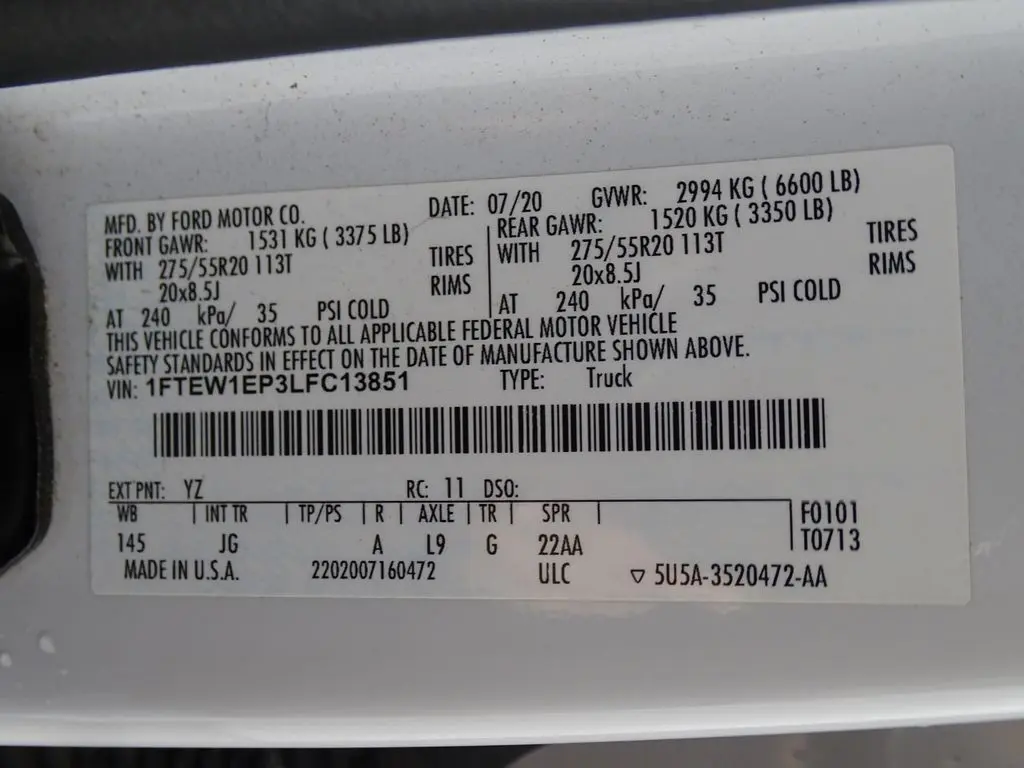 MFD. BY FORD MOTOR CO. DATE: 07/20 GVWR: 2994 KG ( 6600 LB)
FRONT GAWR: 1531 KG ( 3375 LB) REAR GAWR: 1520 KG ( 3350 LB)
WITH 275/55R20 113T TIRES WITH 275/55R20 113T TIRES
20x8.5J RIMS 20x8.5J RIMS
AT 240 kPa/ 35 PSI COLD AT 240 kPa/ 35 PSI COLD
THIS VEHICLE CONFORMS TO ALL APPLICABLE FEDERAL MOTOR VEHICLE
SAFETY STANDARDS IN EFFECT ON THE DATE OF MANUFACTURE SHOWN ABOVE.
VIN: 1FTEW1EP3LFC13851 TYPE: Truck
EXT PNT: YZ RC: 11 DSO:
WB | INT TR | TP/PS | R | AXLE | TR | SPR | F0101
145 JG A L9 G 22AA T0713
MADE IN U.S.A. 2202007160472 ULC ▽ 5U5A-3520472-AA